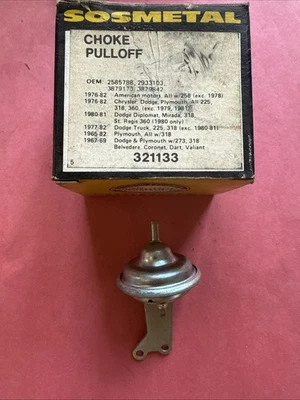 SOSMETAL
CHOKE
PULLOFF
OEM 2585788, 2933103,
3879170, 3879842
1976-82 American motors, All w/258 (exc. 1978)
1976-82 Chrysler, Dodge, Plymouth, All 225,
318, 360, (exc. 1979, 1981)
1980-81 Dodge Diplomat, Mirada, 318,
St. Regis 360 (1980 only)
1977-82 Dodge Truck, 225, 318 (exc. 1980-81)
1965-82 Plymouth, All w/318
1967-69 Dodge & Plymouth w/273, 318
Belvedere, Coronet, Dart, Valiant
5
321133